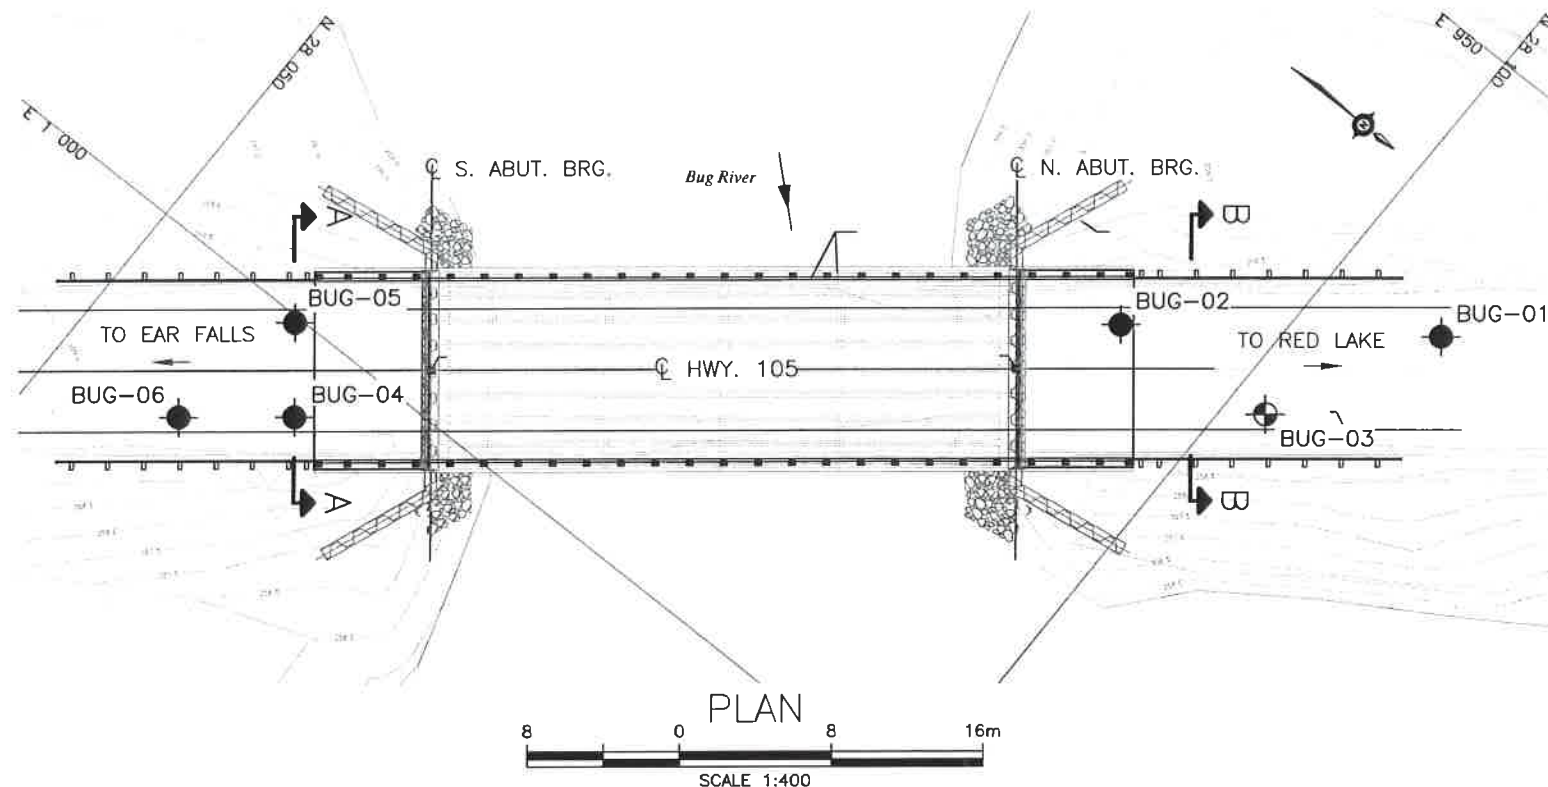 N 28 050
E 1 000
E 950
N 28 100
N
℄ S. ABUT. BRG.
Bug River
℄ N. ABUT. BRG.
A
B
BUG-05
BUG-02
BUG-01
TO EAR FALLS
TO RED LAKE
℄ HWY. 105
BUG-06
BUG-04
BUG-03
A
B
PLAN
8 0 8 16m
SCALE 1:400